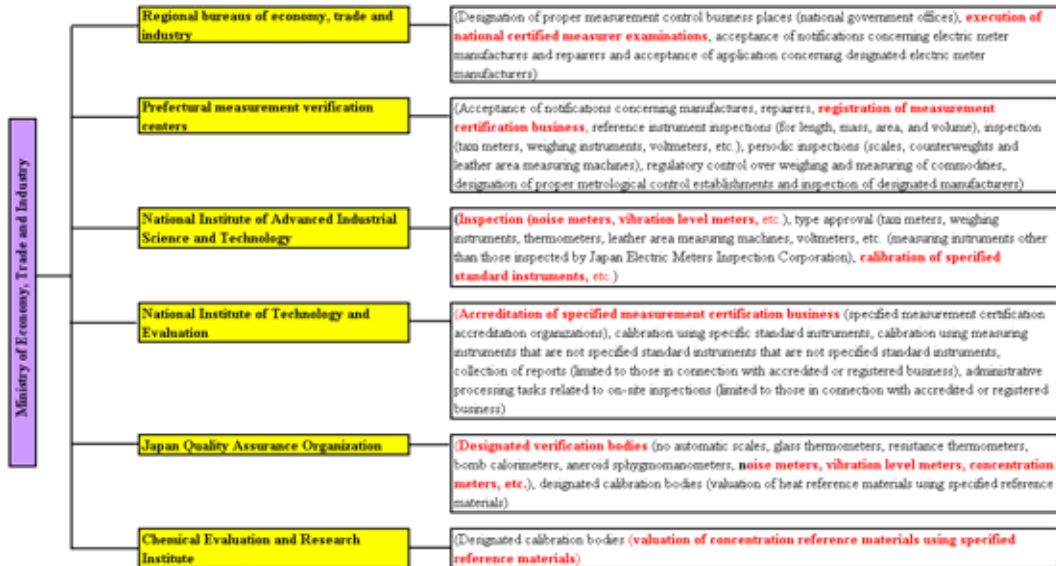 Ministry of Economy, Trade and Industry
Regional bureaus of economy, trade and
industry
(Designation of proper measurement control business places (national government offices), execution of
national certified measurer examinations, acceptance of notifications concerning electric meter
manufactures and repairers and acceptance of application concerning designated electric meter
manufacturers)
Prefectural measurement verification
centers
(Acceptance of notifications concerning manufactures, repairers, registration of measurement
certification business, reference instrument inspections (for length, mass, area, and volume), inspection
(taxi meters, weighing instruments, voltmeters, etc.), periodic inspections (scales, counterweights and
leather area measuring machines), regulatory control over weighing and measuring of commodities,
designation of proper metrological control establishments and inspection of designated manufacturers)
National Institute of Advanced Industrial
Science and Technology
(Inspection (noise meters, vibration level meters, etc.), type approval (taxi meters, weighing
instruments, thermometers, leather area measuring machines, voltmeters, etc. (measuring instruments other
than those inspected by Japan Electric Meters Inspection Corporation), calibration of specified
standard instruments, etc.)
National Institute of Technology and
Evaluation
(Accreditation of specified measurement certification business (specified measurement certification
accreditation organizations), calibration using specific standard instruments, calibration using measuring
instruments that are not specified standard instruments that are not specified standard instruments,
collection of reports (limited to those in connection with accredited or registered business), administrative
processing tasks related to on-site inspections (limited to those in connection with accredited or registered
business)
Japan Quality Assurance Organization
(Designated verification bodies (no automatic scales, glass thermometers, resistance thermometers,
bomb calorimeters, aneroid sphygmomanometers, noise meters, vibration level meters, concentration
meters, etc.), designated calibration bodies (valuation of heat reference materials using specified reference
materials)
Chemical Evaluation and Research
Institute
(Designated calibration bodies (valuation of concentration reference materials using specified
reference materials)